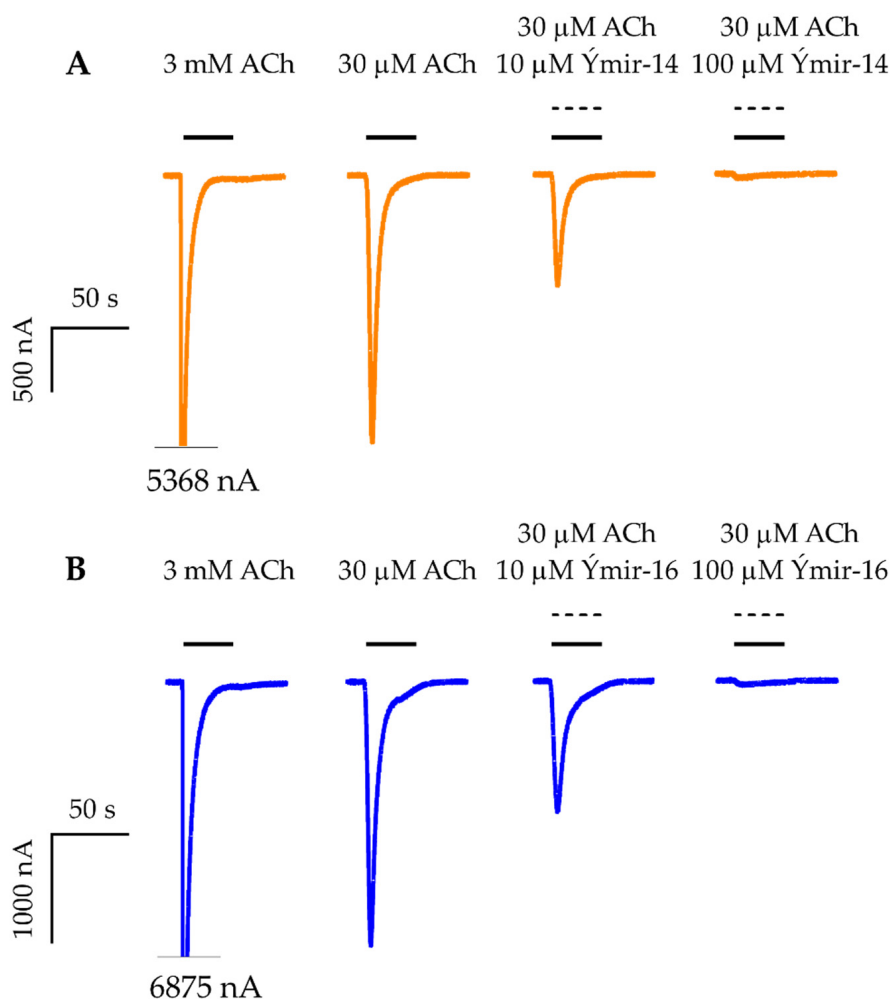 A
3 mM ACh
30 μM ACh
30 μM ACh
10 μM Ýmir-14
30 μM ACh
100 μM Ýmir-14
50 s
500 nA
5368 nA
B
3 mM ACh
30 μM ACh
30 μM ACh
10 μM Ýmir-16
30 μM ACh
100 μM Ýmir-16
50 s
1000 nA
6875 nA